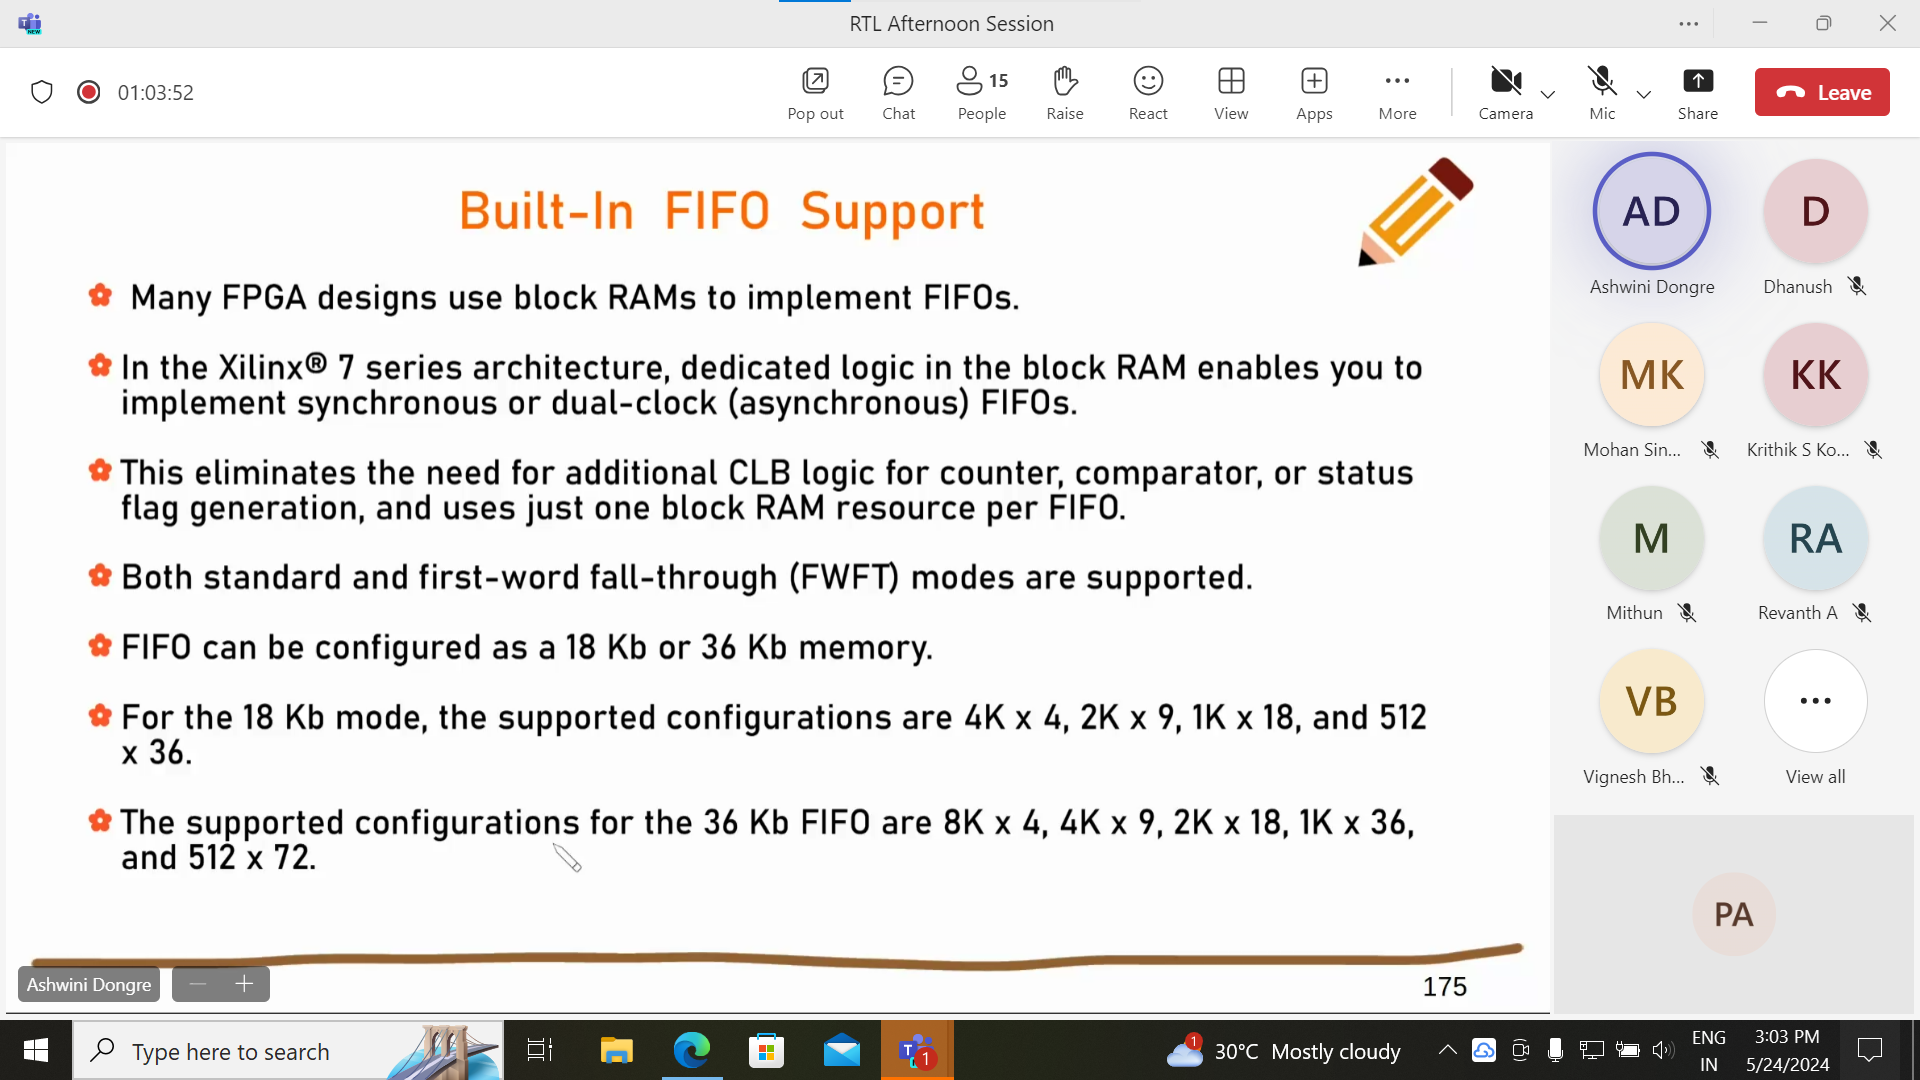 NEW
RTL Afternoon Session
01:03:52
Pop out
Chat
15
People
Raise
React
View
Apps
More
Camera
Mic
Share
Leave
Built-In FIFO Support
Many FPGA designs use block RAMs to implement FIFOs.
In the Xilinx® 7 series architecture, dedicated logic in the block RAM enables you to
implement synchronous or dual-clock (asynchronous) FIFOs.
This eliminates the need for additional CLB logic for counter, comparator, or status
flag generation, and uses just one block RAM resource per FIFO.
Both standard and first-word fall-through (FWFT) modes are supported.
FIFO can be configured as a 18 Kb or 36 Kb memory.
For the 18 Kb mode, the supported configurations are 4K x 4, 2K x 9, 1K x 18, and 512
x 36.
The supported configurations for the 36 Kb FIFO are 8K x 4, 4K x 9, 2K x 18, 1K x 36,
and 512 x 72.
Ashwini Dongre
175
AD
Ashwini Dongre
D
Dhanush
MK
Mohan Sin...
KK
Krithik S Ko...
M
Mithun
RA
Revanth A
VB
Vignesh Bh...
View all
PA
Type here to search
1
1
30°C Mostly cloudy
ENG
IN
3:03 PM
5/24/2024